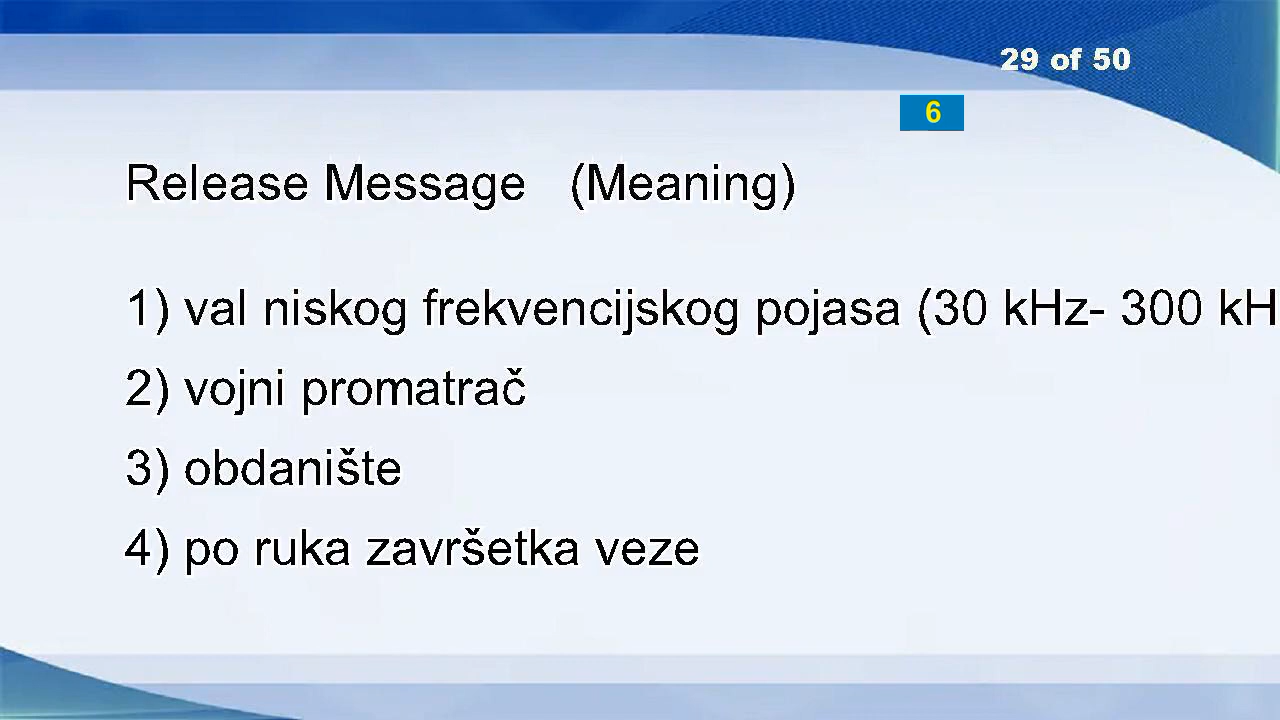 29 of 50
6
Release Message (Meaning)
1) val niskog frekvencijskog pojasa (30 kHz- 300 kH
2) vojni promatrač
3) obdanište
4) po ruka završetka veze